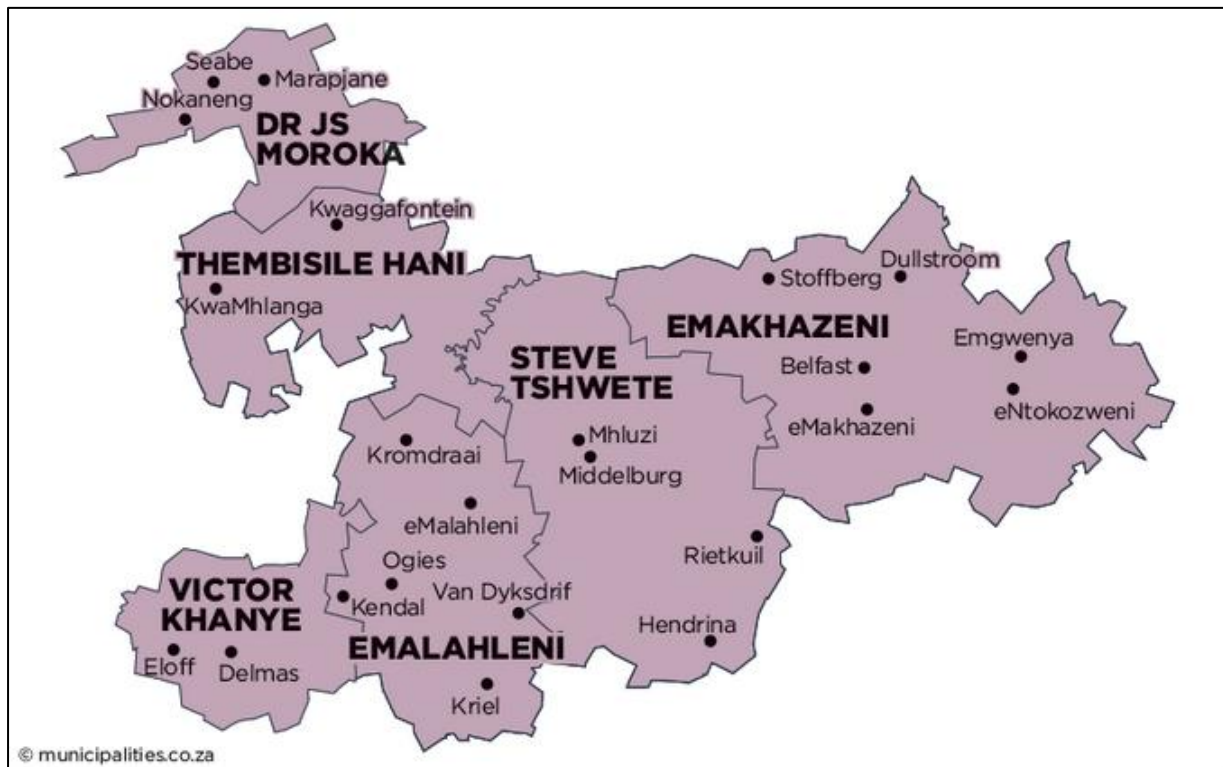 Seabe
Marapjane
Nokaneng
DR JS
MOROKA
Kwaggafontein
THEMBISILE HANI
KwaMhlanga
Dullstroom
Stoffberg
EMAKHAZENI
Emgwenya
STEVE
TSHWETE
Belfast
eNtokozweni
eMakhazeni
Mhluzi
Kromdraai
Middelburg
eMalahleni
Rietkuil
Ogies
VICTOR
KHANYE
Van Dyksdrif
Kendal
Hendrina
EMALAHLENI
Eloff
Delmas
Kriel
© municipalities.co.za